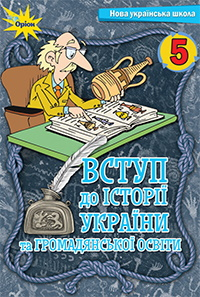 Нова українська школа
Оріон
5
ВСТУП
ДО ІСТОРІЇ
УКРАЇНИ
та ГРОМАДЯНСЬКОЇ ОСВІТИ